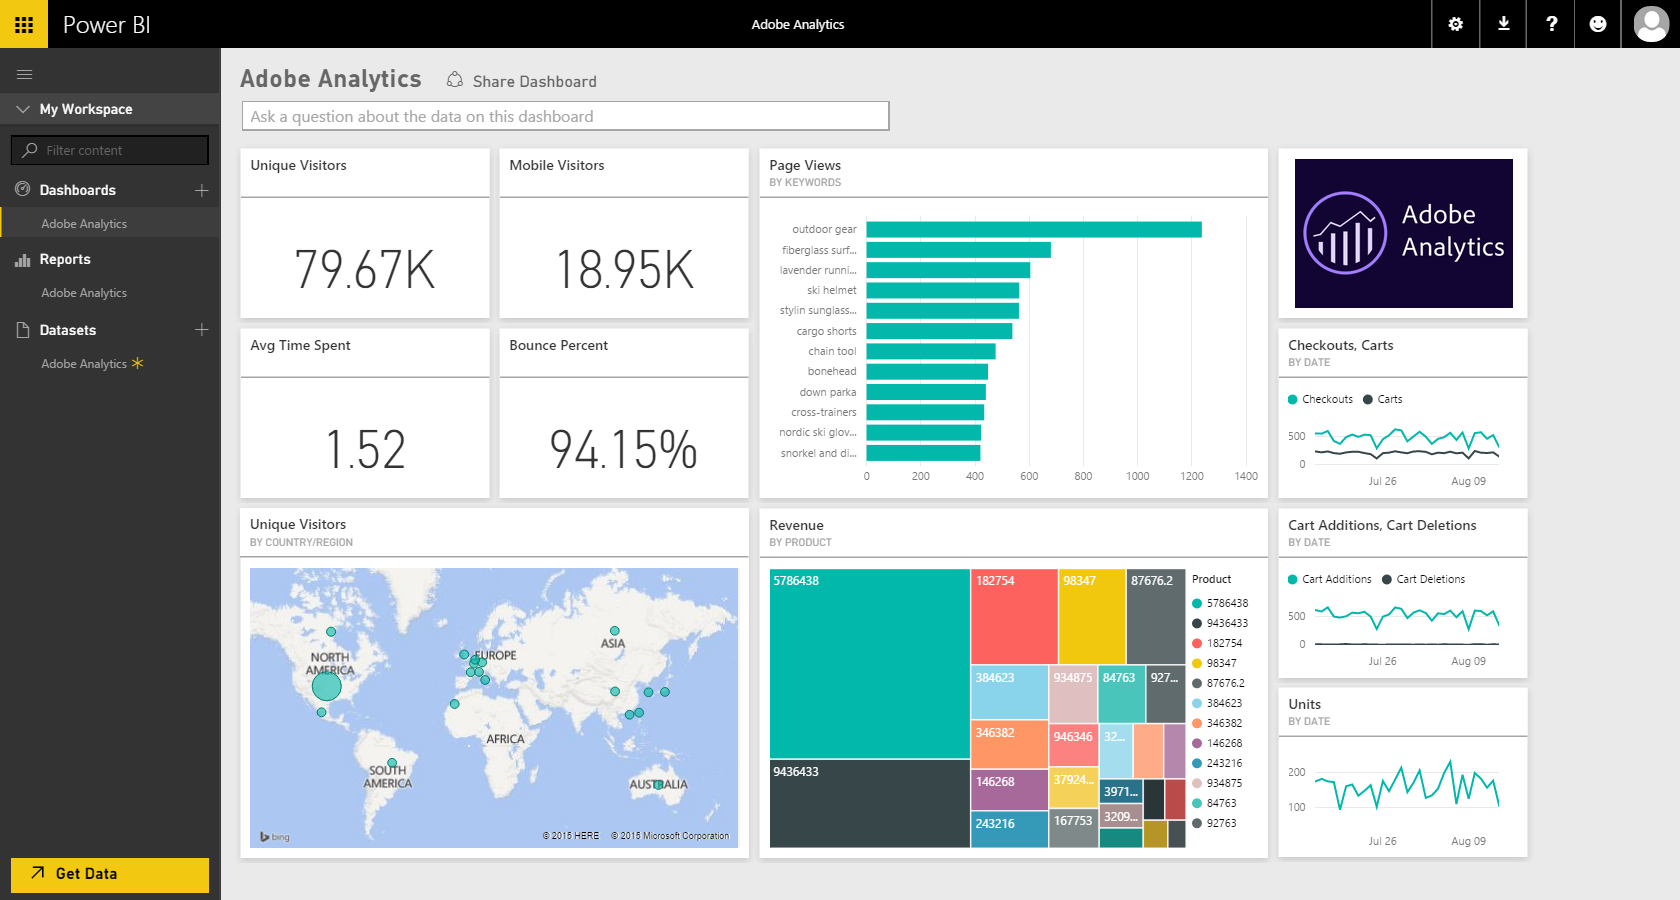 Power BI
Adobe Analytics
?
My Workspace
Filter content
Dashboards
Adobe Analytics
Reports
Adobe Analytics
Datasets
Adobe Analytics
Get Data
Adobe Analytics
Share Dashboard
Ask a question about the data on this dashboard
Unique Visitors
79.67K
Mobile Visitors
18.95K
Avg Time Spent
1.52
Bounce Percent
94.15%
Page Views
BY KEYWORDS
outdoor gear
fiberglass surf...
lavender runni...
ski helmet
stylin sunglass...
cargo shorts
chain tool
bonehead
down parka
cross-trainers
nordic ski glov...
snorkel and di...
0 200 400 600 800 1000 1200 1400
Adobe
Analytics
Checkouts, Carts
BY DATE
Checkouts Carts
500
0
Jul 26 Aug 09
Unique Visitors
BY COUNTRY/REGION
NORTH
AMERICA
EUROPE
ASIA
AFRICA
SOUTH
AMERICA
AUSTRALIA
bing
© 2015 HERE © 2015 Microsoft Corporation
Revenue
BY PRODUCT
5786438
9436433
182754
98347
87676.2
384623
934875
84763
927...
346382
946346
32...
146268
37924...
3971...
243216
167753
3209...
Product
5786438
9436433
182754
98347
87676.2
384623
346382
146268
243216
934875
84763
92763
Cart Additions, Cart Deletions
BY DATE
Cart Additions Cart Deletions
500
0
Jul 26 Aug 09
Units
BY DATE
200
100
Jul 26 Aug 09